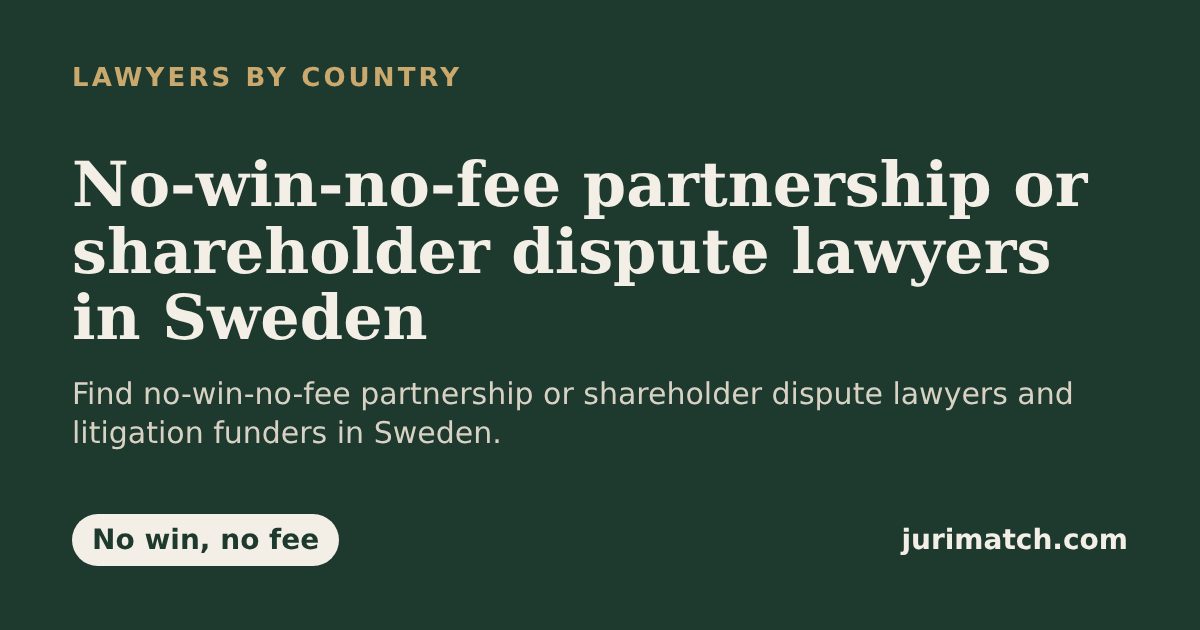 LAWYERS BY COUNTRY
No-win-no-fee partnership or
shareholder dispute lawyers
in Sweden
Find no-win-no-fee partnership or shareholder dispute lawyers and
litigation funders in Sweden.
No win, no fee
jurimatch.com